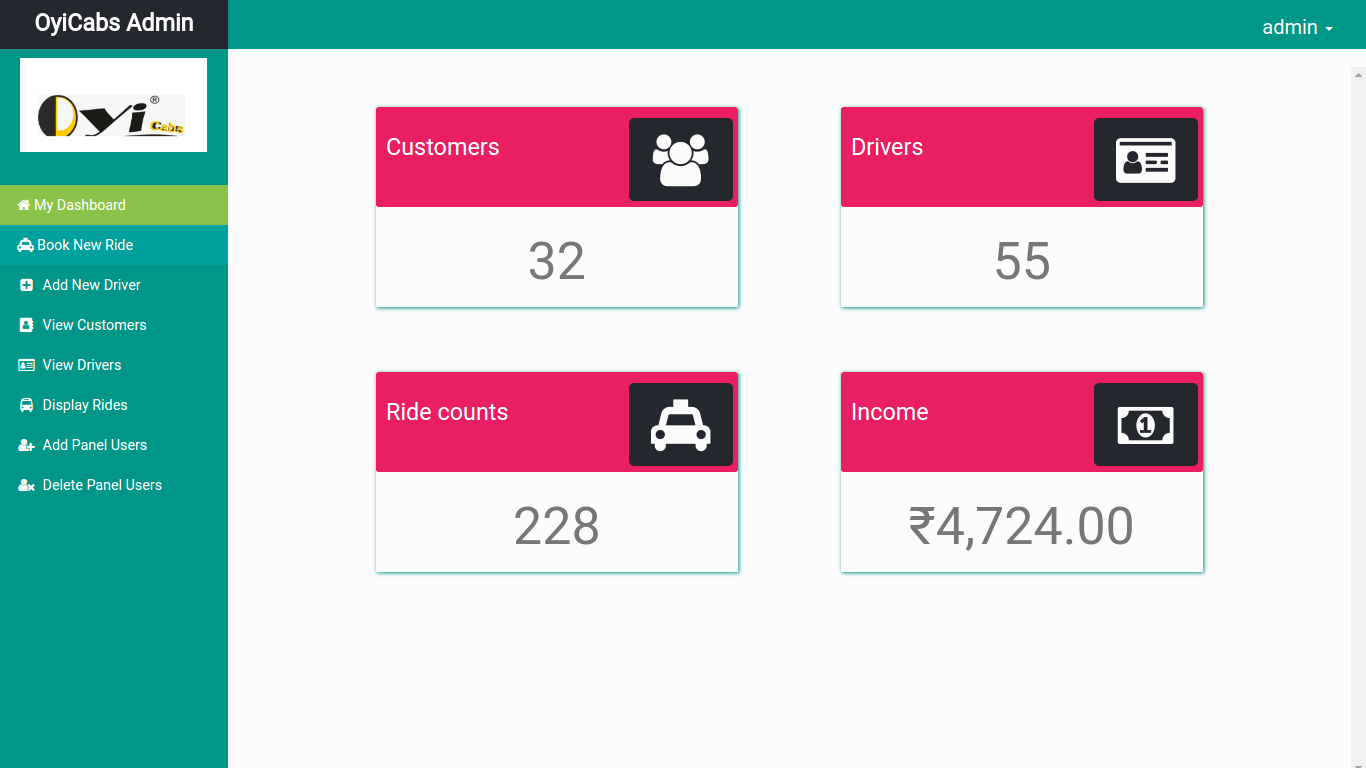 OyiCabs Admin
admin
Oyi®
Cabs
My Dashboard
Book New Ride
Add New Driver
View Customers
View Drivers
Display Rides
Add Panel Users
Delete Panel Users
Customers
32
Drivers
55
Ride counts
228
Income
1
₹4,724.00